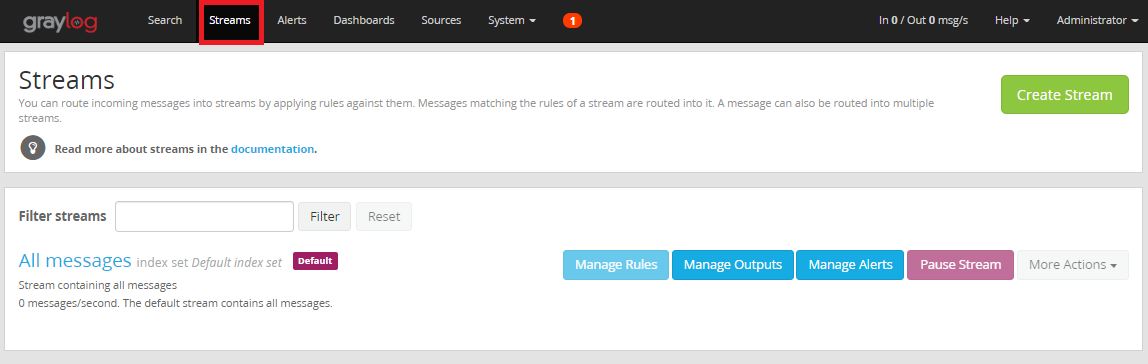 graylog Search Streams Alerts Dashboards Sources System 1 In 0 / Out 0 msg/s Help Administrator
Streams
You can route incoming messages into streams by applying rules against them. Messages matching the rules of a stream are routed into it. A message can also be routed into multiple
streams.
Create Stream
Read more about streams in the documentation.
Filter streams Filter Reset
All messages index set Default index set Default Manage Rules Manage Outputs Manage Alerts Pause Stream More Actions
Stream containing all messages
0 messages/second. The default stream contains all messages.